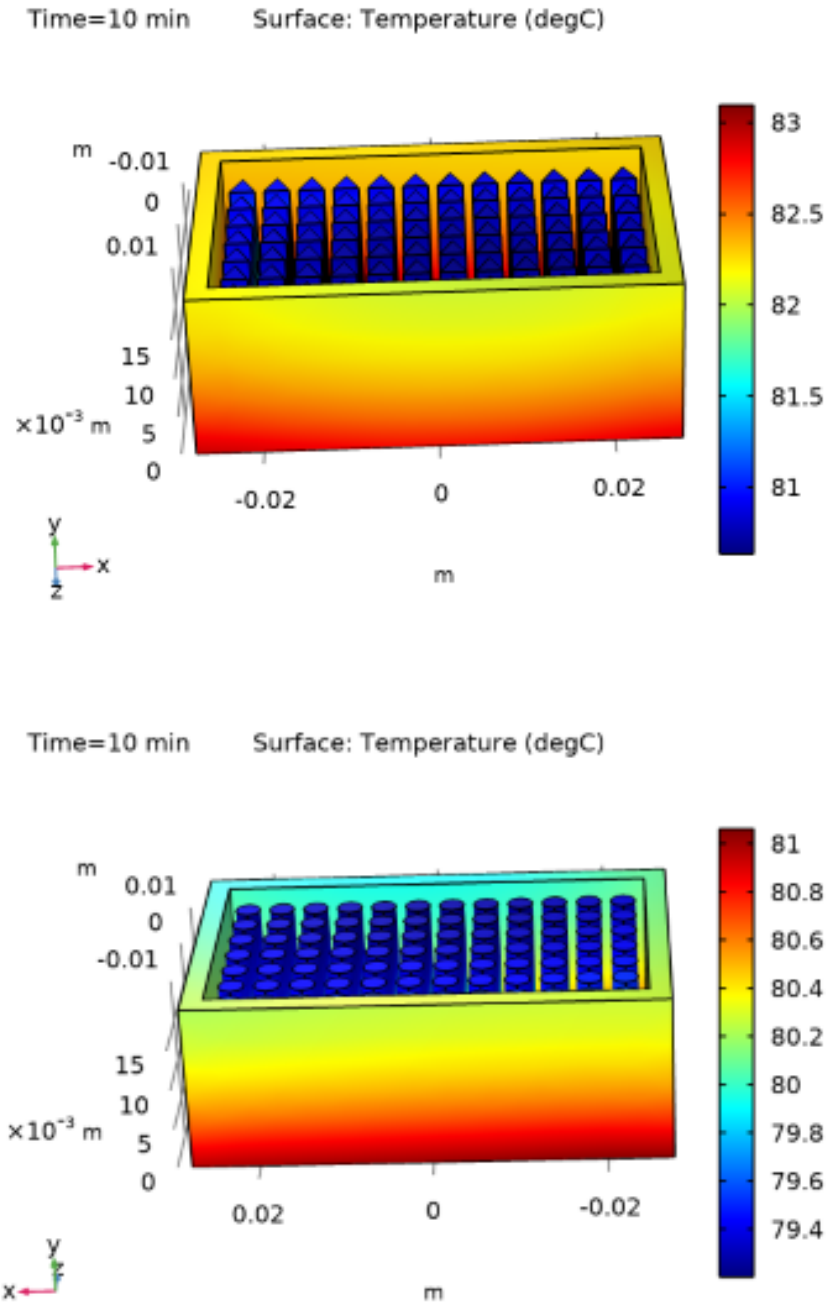 Time=10 min Surface: Temperature (degC)
m -0.01
0
0.01
15
10
×10⁻³ m 5
0
-0.02 0 0.02
m
y
x
z
83
82.5
82
81.5
81
Time=10 min Surface: Temperature (degC)
m 0.01
0
-0.01
15
10
×10⁻³ m 5
0
0.02 0 -0.02
m
y
z
x
81
80.8
80.6
80.4
80.2
80
79.8
79.6
79.4